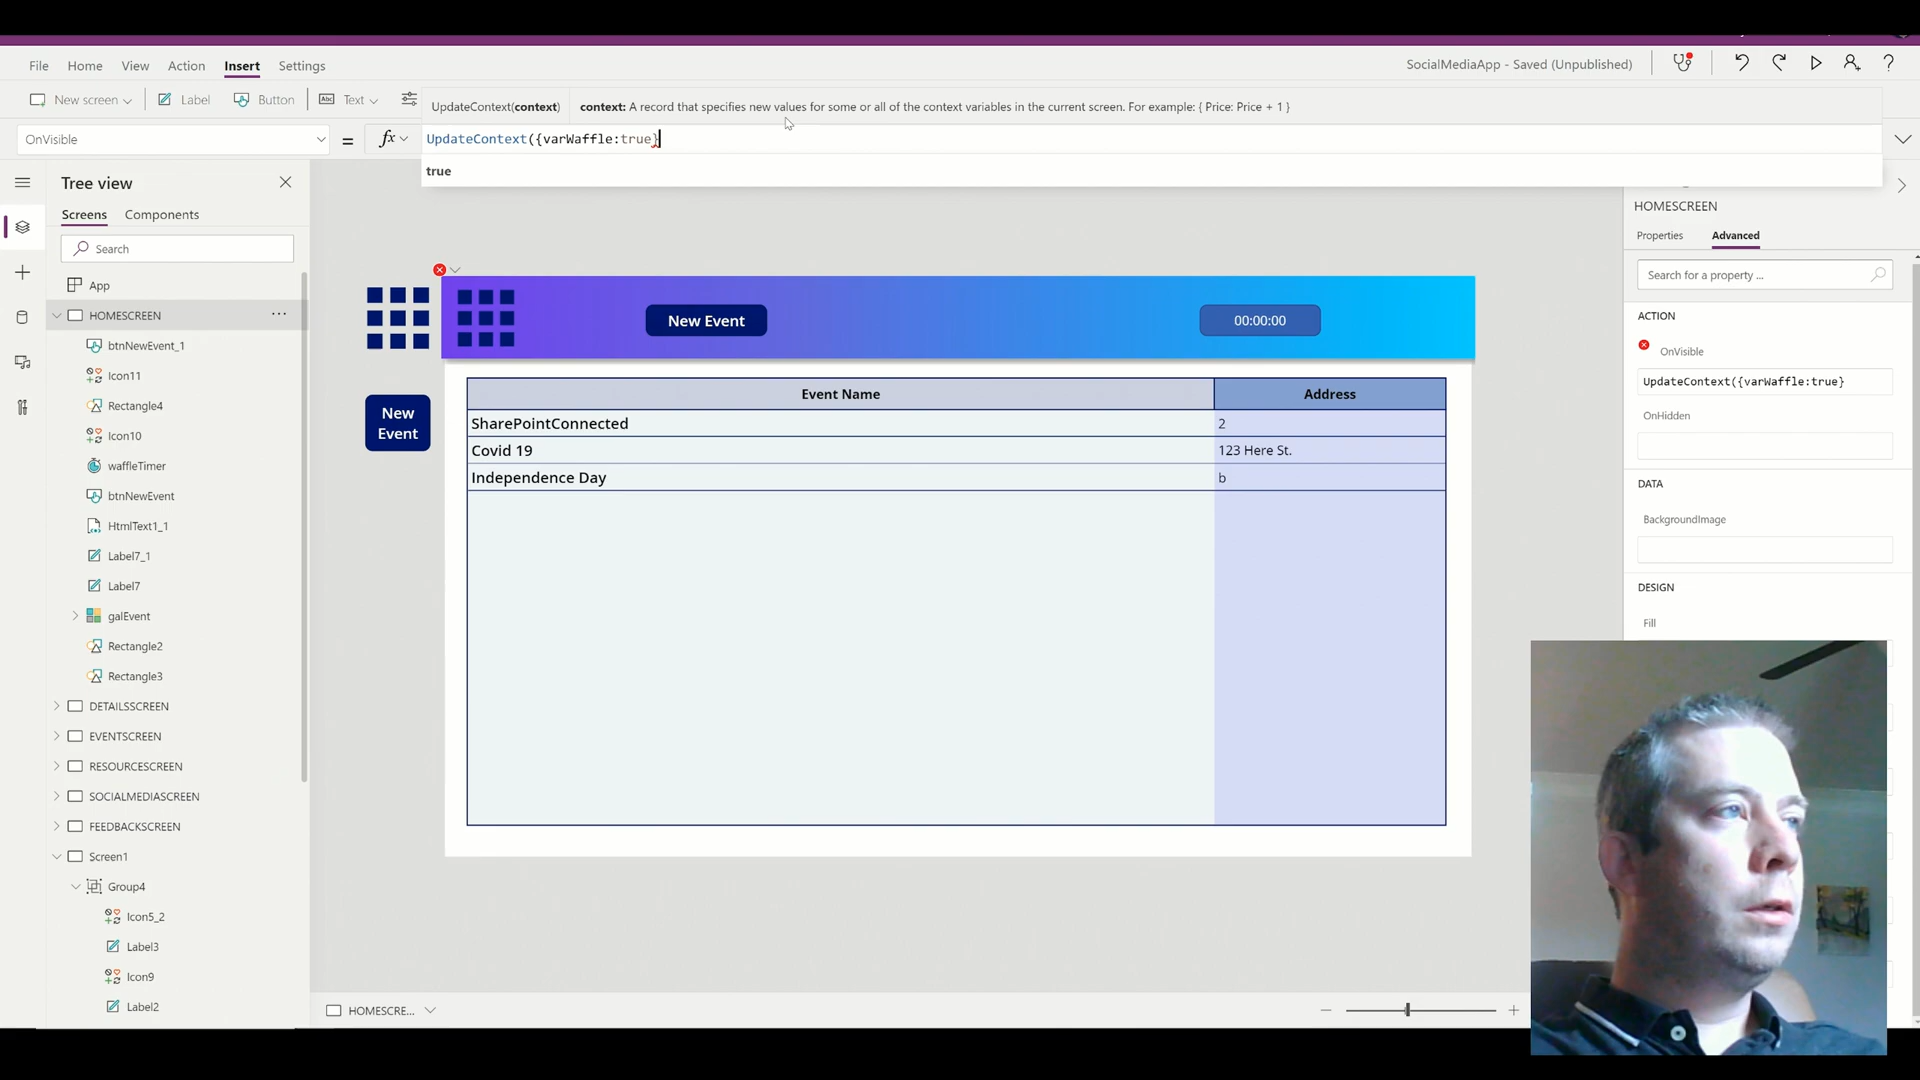 File Home View Action Insert Settings
SocialMediaApp - Saved (Unpublished)
New screen Label Button Text
UpdateContext(context) context: A record that specifies new values for some or all of the context variables in the current screen. For example: { Price: Price + 1 }
OnVisible = fx UpdateContext({varWaffle:true}
true
Tree view
Screens Components
Search
App
HOMESCREEN ...
btnNewEvent_1
Icon11
Rectangle4
Icon10
waffleTimer
btnNewEvent
HtmlText1_1
Label7_1
Label7
galEvent
Rectangle2
Rectangle3
DETAILSSCREEN
EVENTSCREEN
RESOURCESCREEN
SOCIALMEDIASCREEN
FEEDBACKSCREEN
Screen1
Group4
Icon5_2
Label3
Icon9
Label2
New Event
00:00:00
New
Event
Event Name Address
SharePointConnected 2
Covid 19 123 Here St.
Independence Day b
HOMESCRE...
HOMESCREEN
Properties Advanced
Search for a property ...
ACTION
OnVisible
UpdateContext({varWaffle:true}
OnHidden
DATA
BackgroundImage
DESIGN
Fill